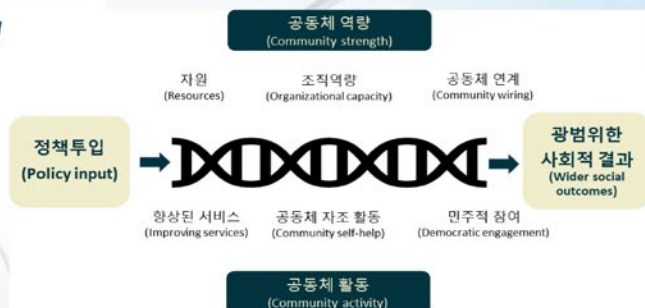 공동체 역량
(Community strength)
자원
(Resources)
조직역량
(Organizational capacity)
공동체 연계
(Community wiring)
정책투입
(Policy input)
광범위한
사회적 결과
(Wider social
outcomes)
향상된 서비스
(Improving services)
공동체 자조 활동
(Community self-help)
민주적 참여
(Democratic engagement)
공동체 활동
(Community activity)